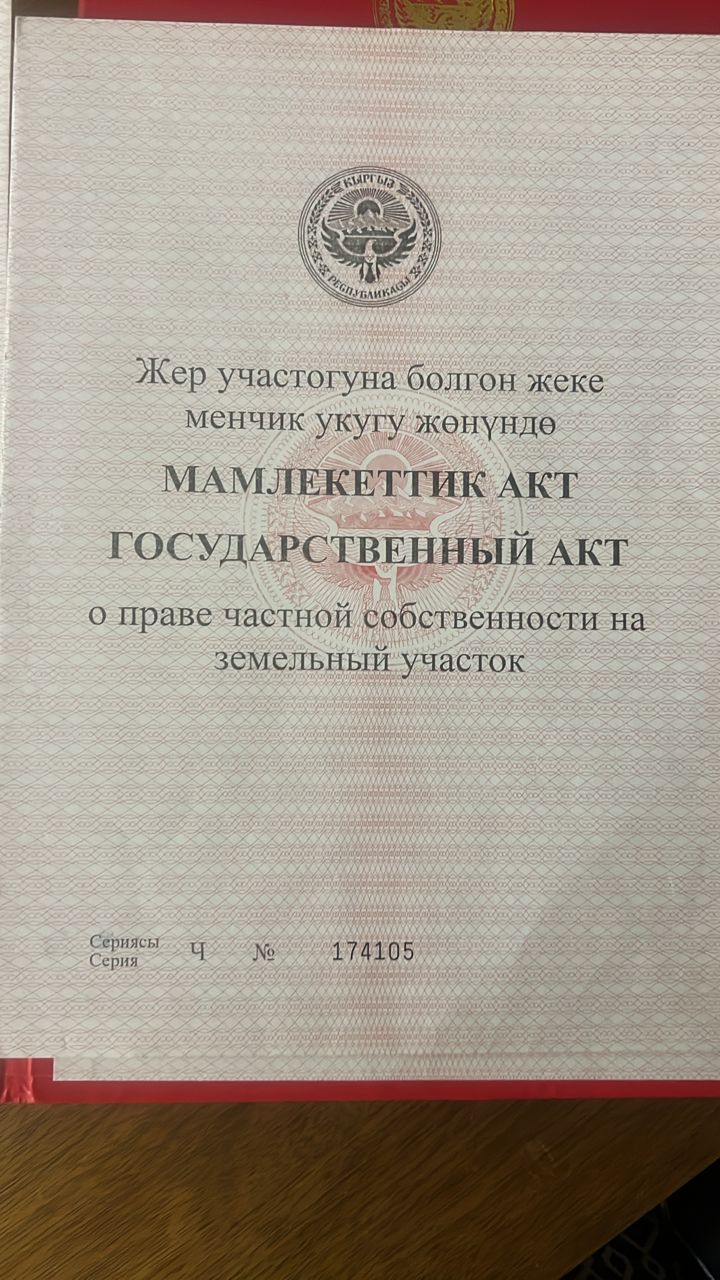 КЫРГЫЗ
РЕСПУБЛИКАСЫ
Жер участогуна болгон жеке
менчик укугу жөнүндө
МАМЛЕКЕТТИК АКТ
ГОСУДАРСТВЕННЫЙ АКТ
о праве частной собственности на
земельный участок
Сериясы
Серия Ч № 174105